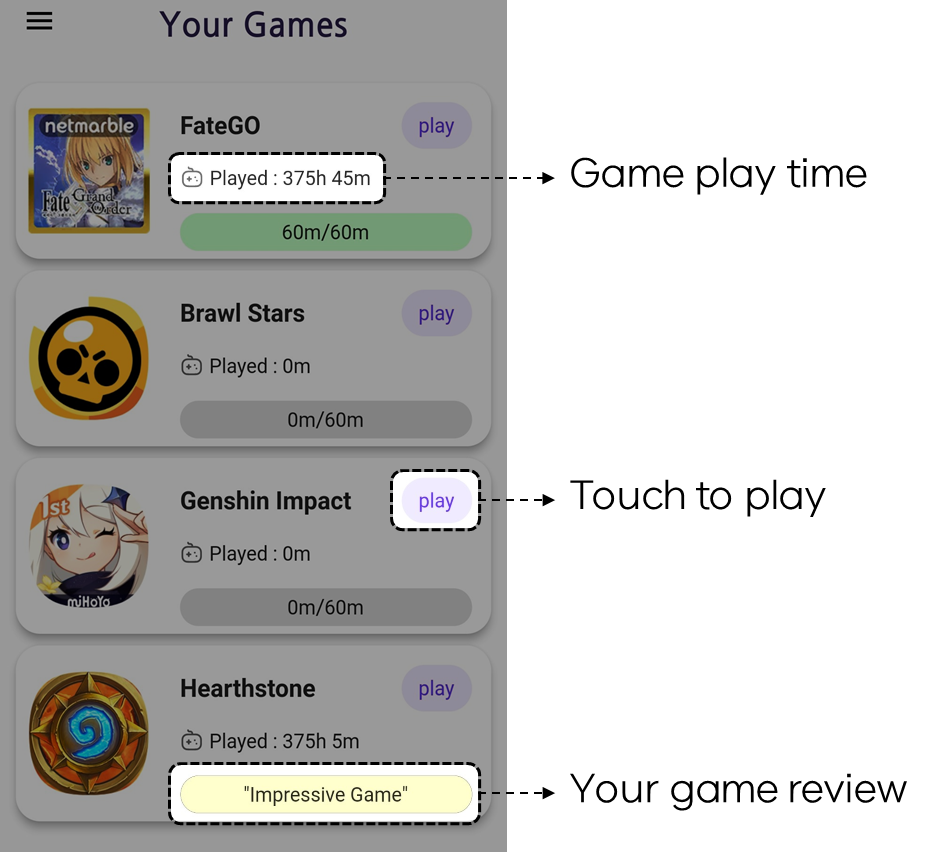 Your Games
netmarble
Fate Grand Order
FateGO
play
Played : 375h 45m
60m/60m
Game play time
Brawl Stars
play
Played : 0m
0m/60m
1st
miHoYo
Genshin Impact
play
Touch to play
Played : 0m
0m/60m
Hearthstone
play
Played : 375h 5m
"Impressive Game"
Your game review